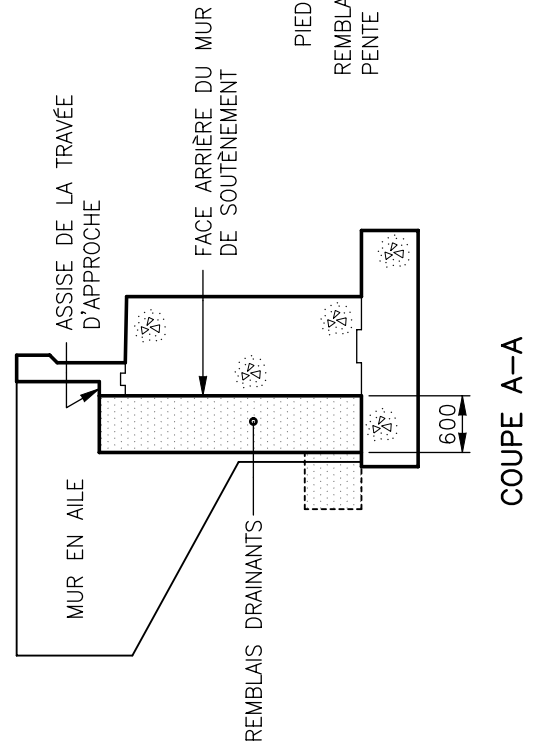 ASSISE DE LA TRAVÉE
D'APPROCHE
MUR EN AILE
FACE ARRIÈRE DU MUR
DE SOUTÈNEMENT
REMBLAIS DRAINANTS
600
PIED
REMBLA
PENTE
COUPE A–A